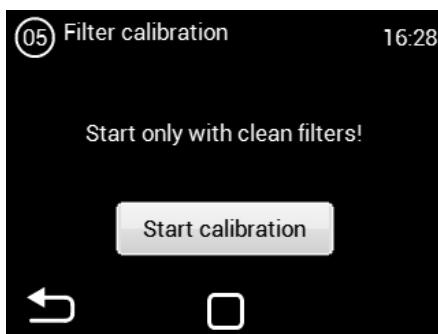 05 Filter calibration 16:28
Start only with clean filters!
Start calibration